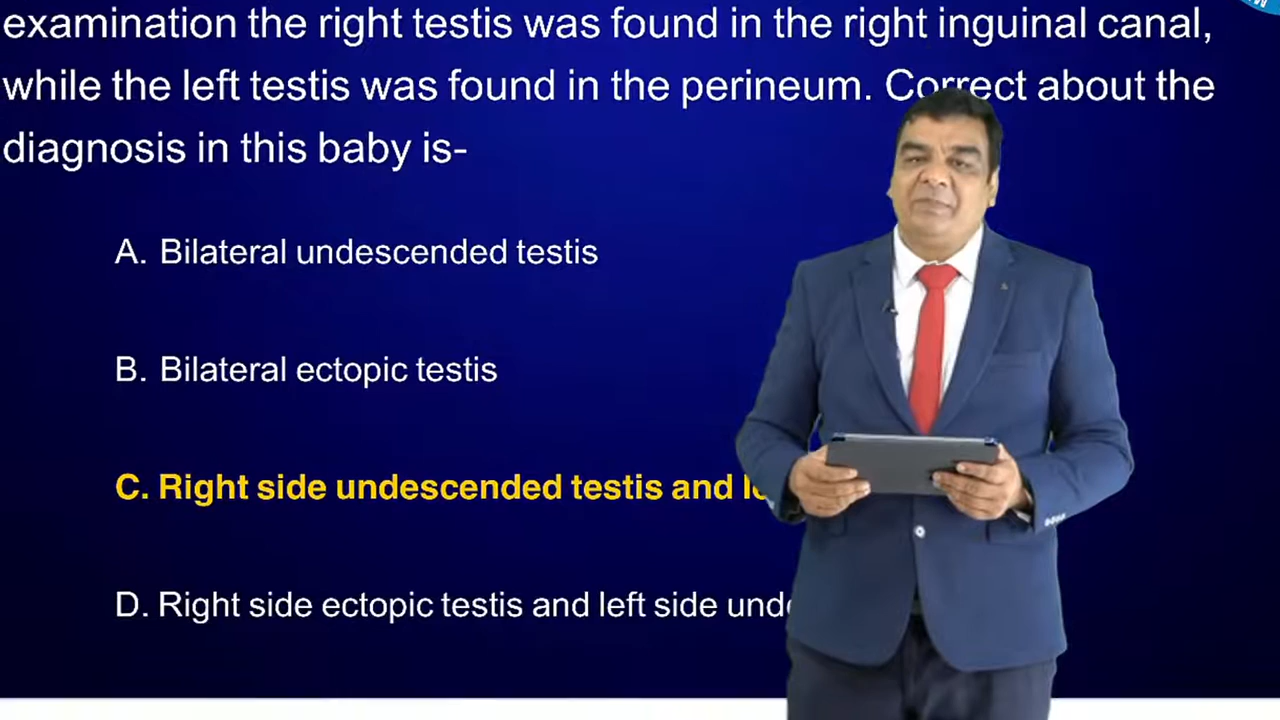 examination the right testis was found in the right inguinal canal,
while the left testis was found in the perineum. Correct about the
diagnosis in this baby is-
A. Bilateral undescended testis
B. Bilateral ectopic testis
C. Right side undescended testis and
D. Right side ectopic testis and left side